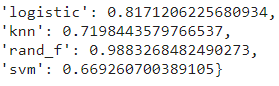 'logistic': 0.8171206225680934,
'knn': 0.7198443579766537,
'rand_f': 0.9883268482490273,
'svm': 0.669260700389105}